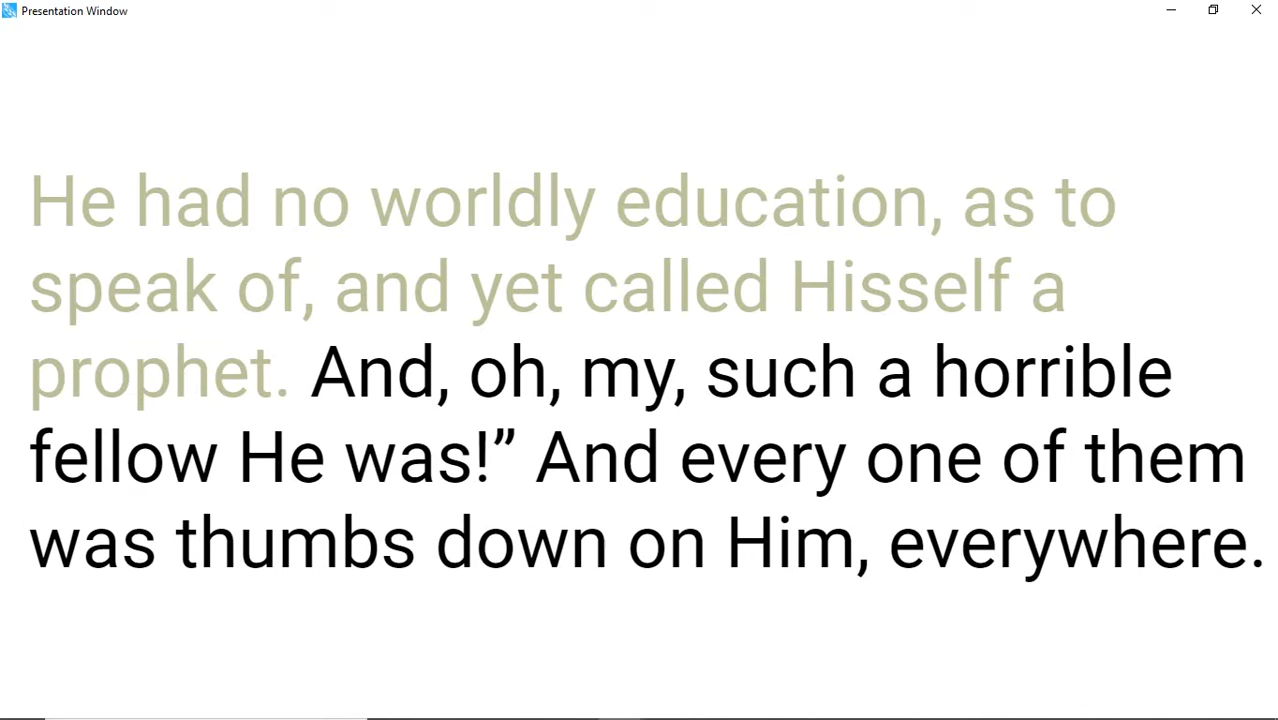 Presentation Window
He had no worldly education, as to
speak of, and yet called Hisself a
prophet. And, oh, my, such a horrible
fellow He was!” And every one of them
was thumbs down on Him, everywhere.